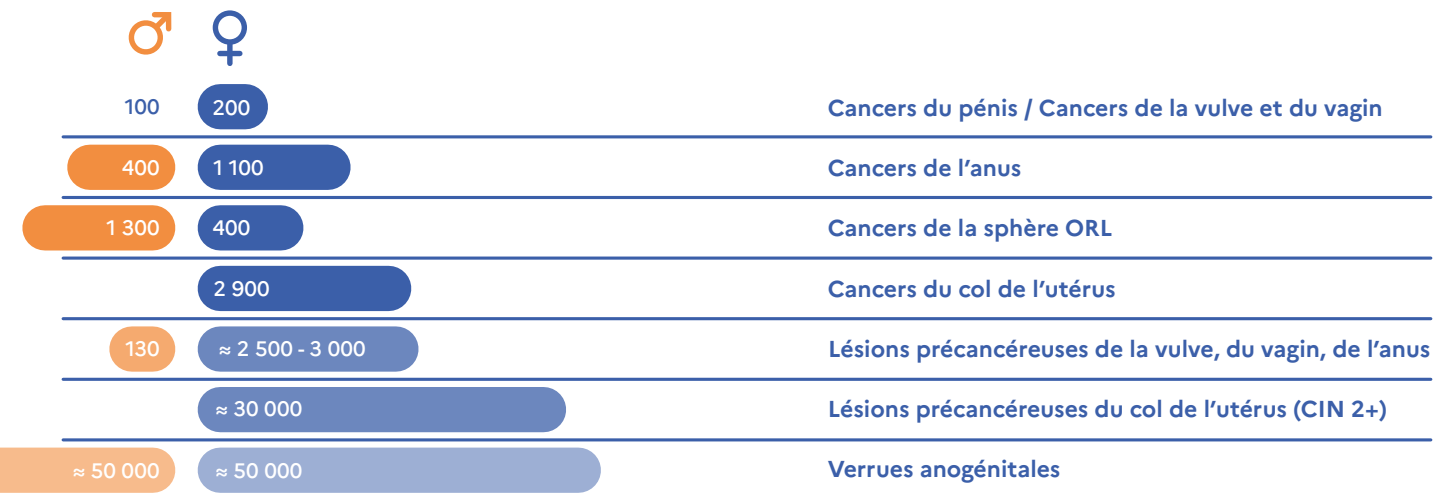 ♂ ♀
100 200 Cancers du pénis / Cancers de la vulve et du vagin
400 1 100 Cancers de l’anus
1 300 400 Cancers de la sphère ORL
2 900 Cancers du col de l’utérus
130 ≈ 2 500 - 3 000 Lésions précancéreuses de la vulve, du vagin, de l’anus
≈ 30 000 Lésions précancéreuses du col de l’utérus (CIN 2+)
≈ 50 000 ≈ 50 000 Verrues anogénitales